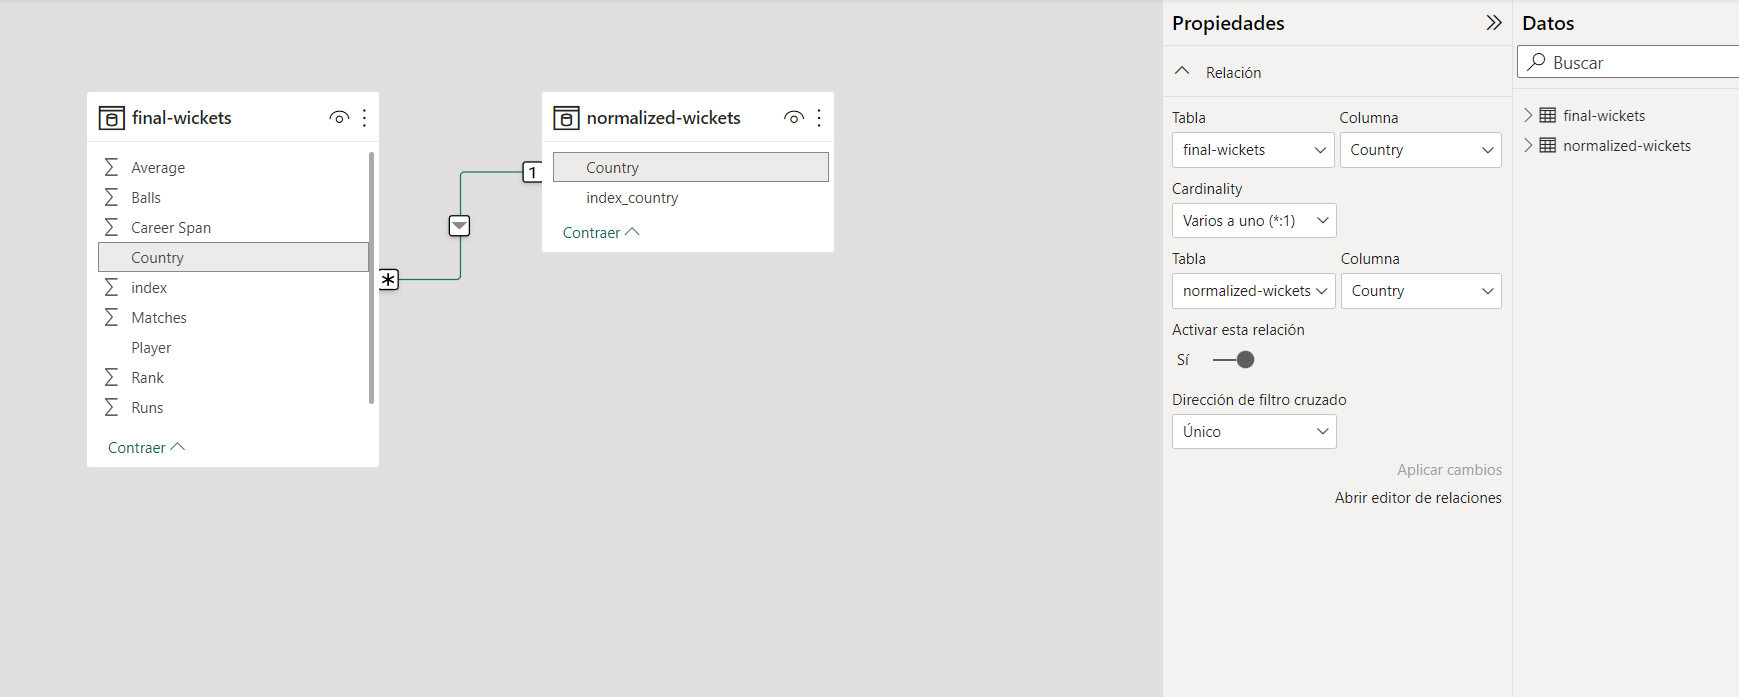 final-wickets
Average
Balls
Career Span
Country
index
Matches
Player
Rank
Runs
Contraer
*
1
normalized-wickets
Country
index_country
Contraer
Propiedades
Relación
Tabla
Columna
final-wickets
Country
Cardinality
Varios a uno (*:1)
Tabla
Columna
normalized-wickets
Country
Activar esta relación
Sí
Dirección de filtro cruzado
Único
Aplicar cambios
Abrir editor de relaciones
Datos
Buscar
final-wickets
normalized-wickets